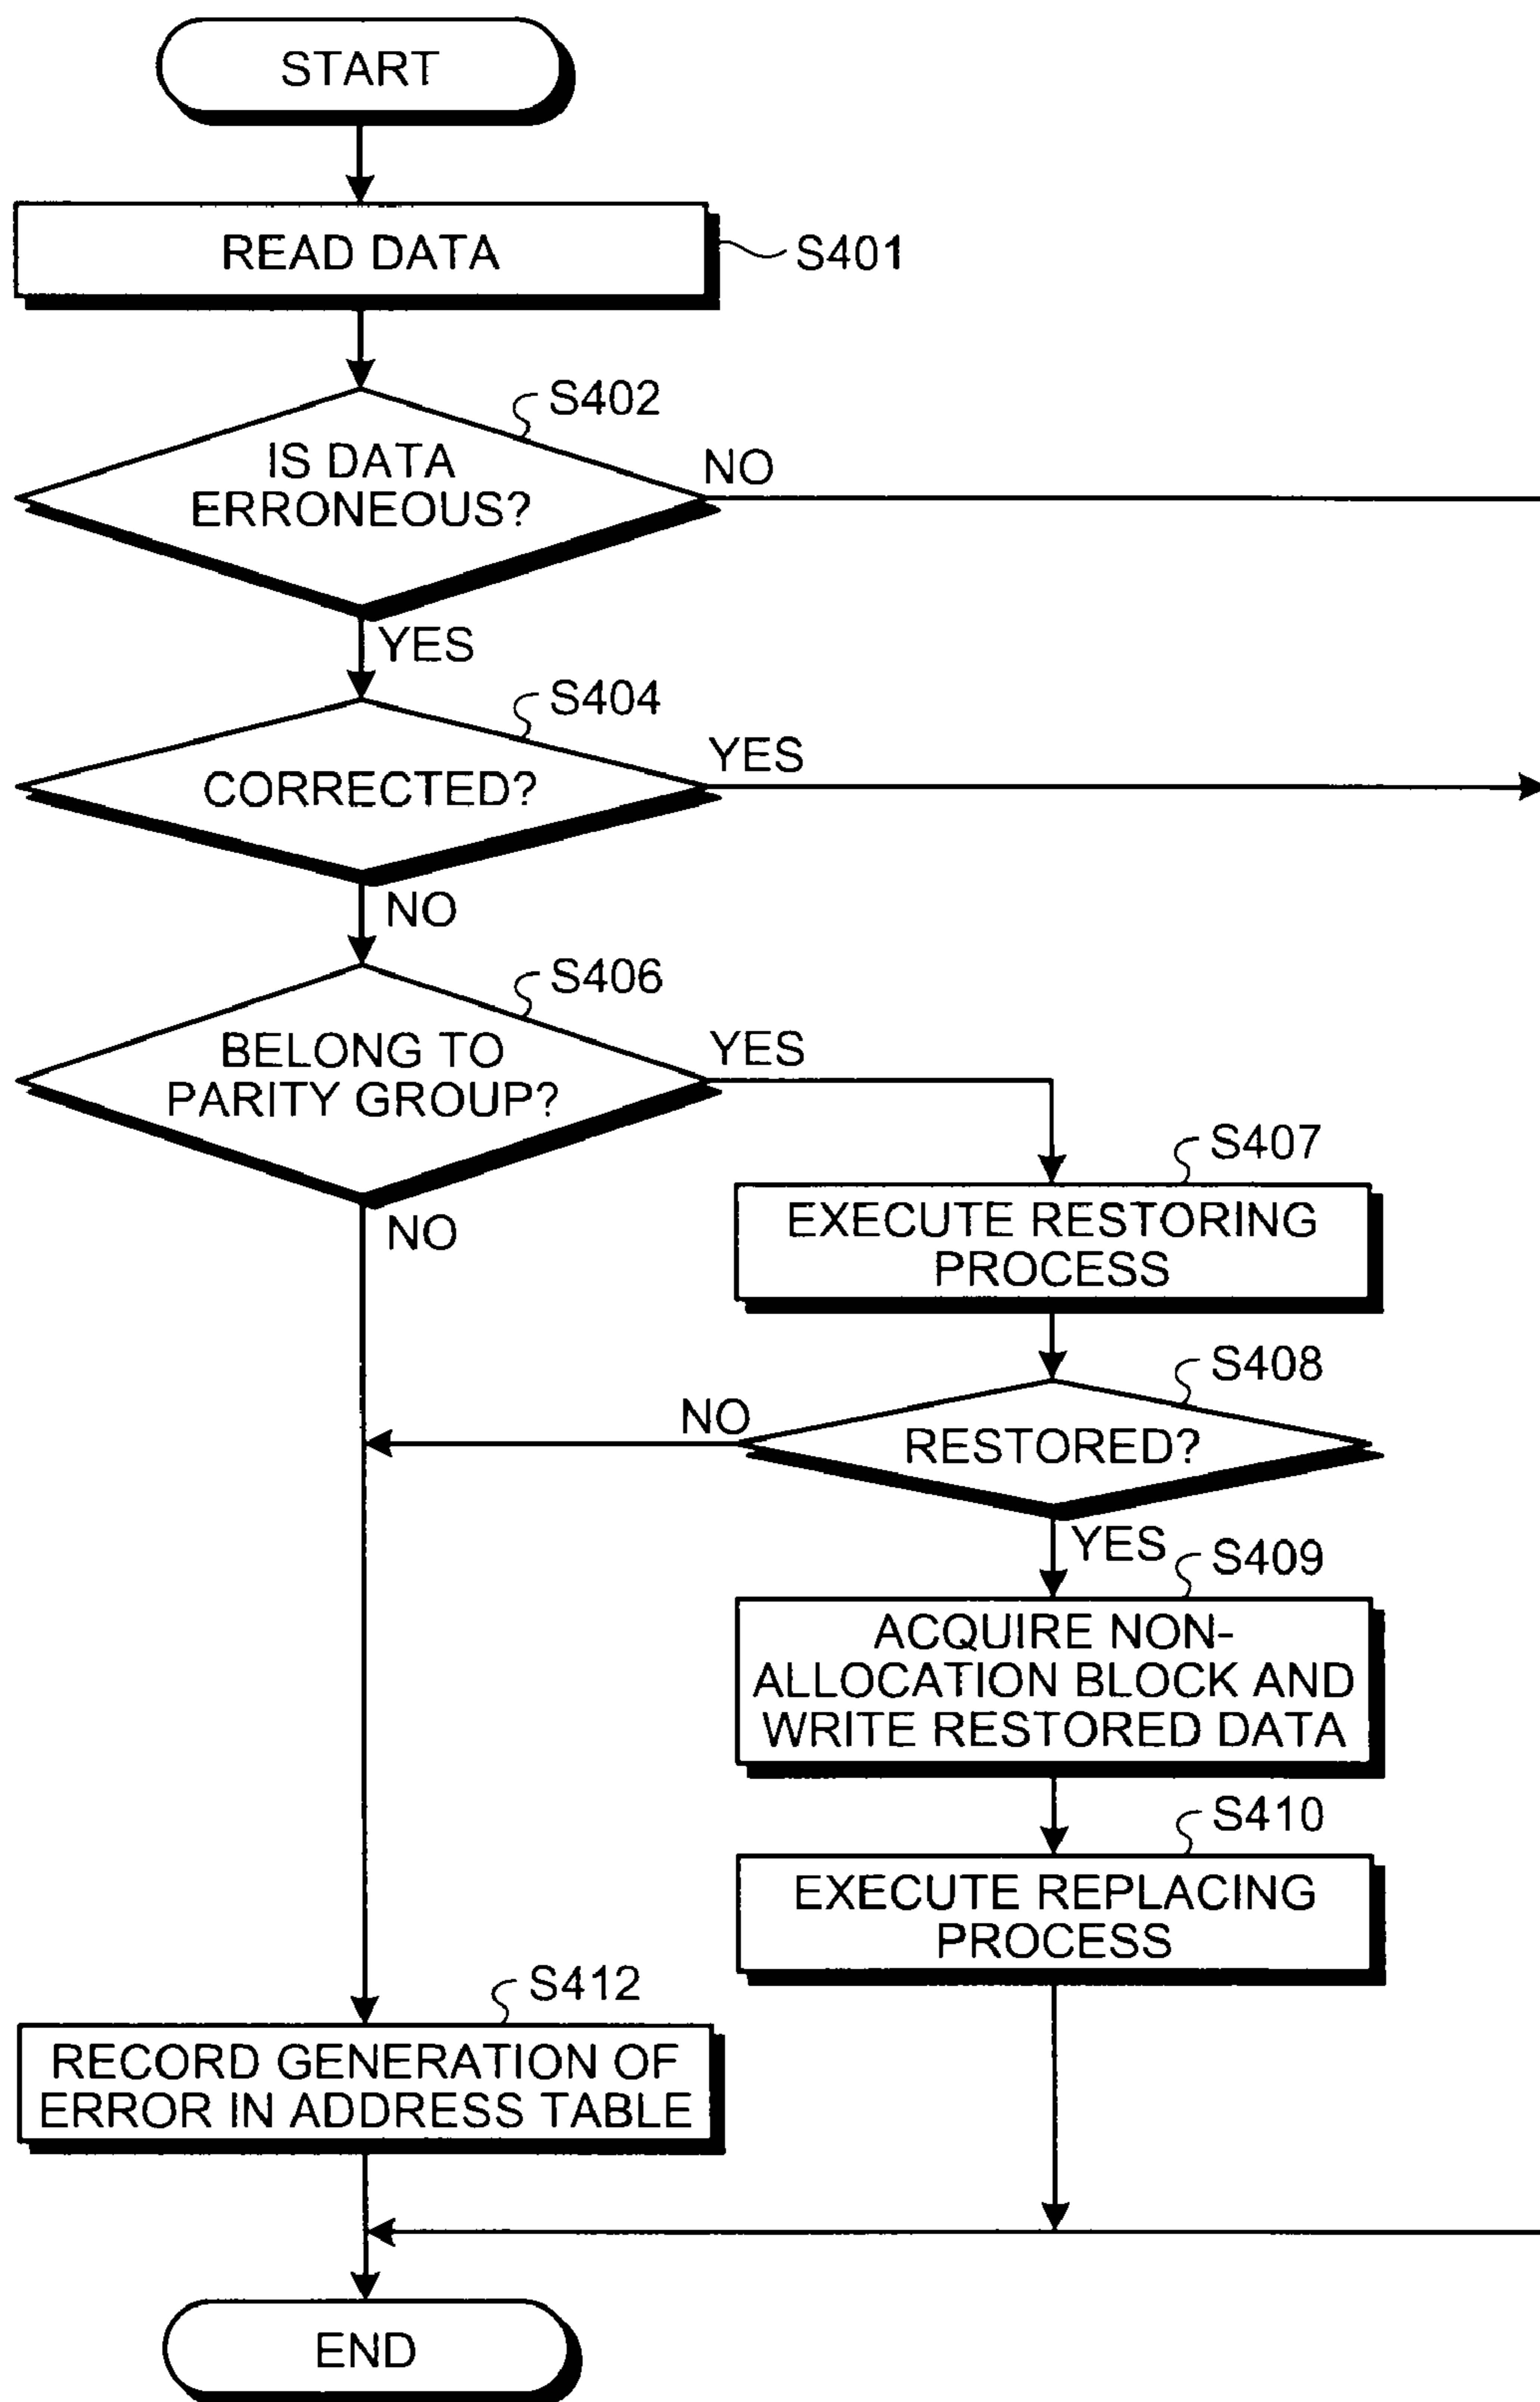 START
READ DATA
S401
S402
IS DATA
ERRONEOUS?
NO
YES
S404
CORRECTED?
YES
NO
S406
BELONG TO
PARITY GROUP?
YES
NO
S407
EXECUTE RESTORING
PROCESS
S408
RESTORED?
NO
YES
S409
ACQUIRE NON-
ALLOCATION BLOCK AND
WRITE RESTORED DATA
S410
EXECUTE REPLACING
PROCESS
S412
RECORD GENERATION OF
ERROR IN ADDRESS TABLE
END